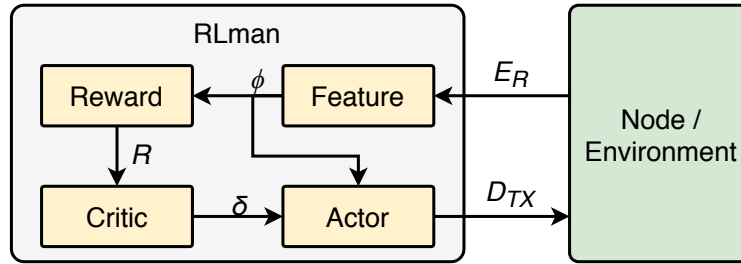 RLman
Reward
ϕ
Feature
E_R
Node /
Environment
R
Critic
δ
Actor
D_TX